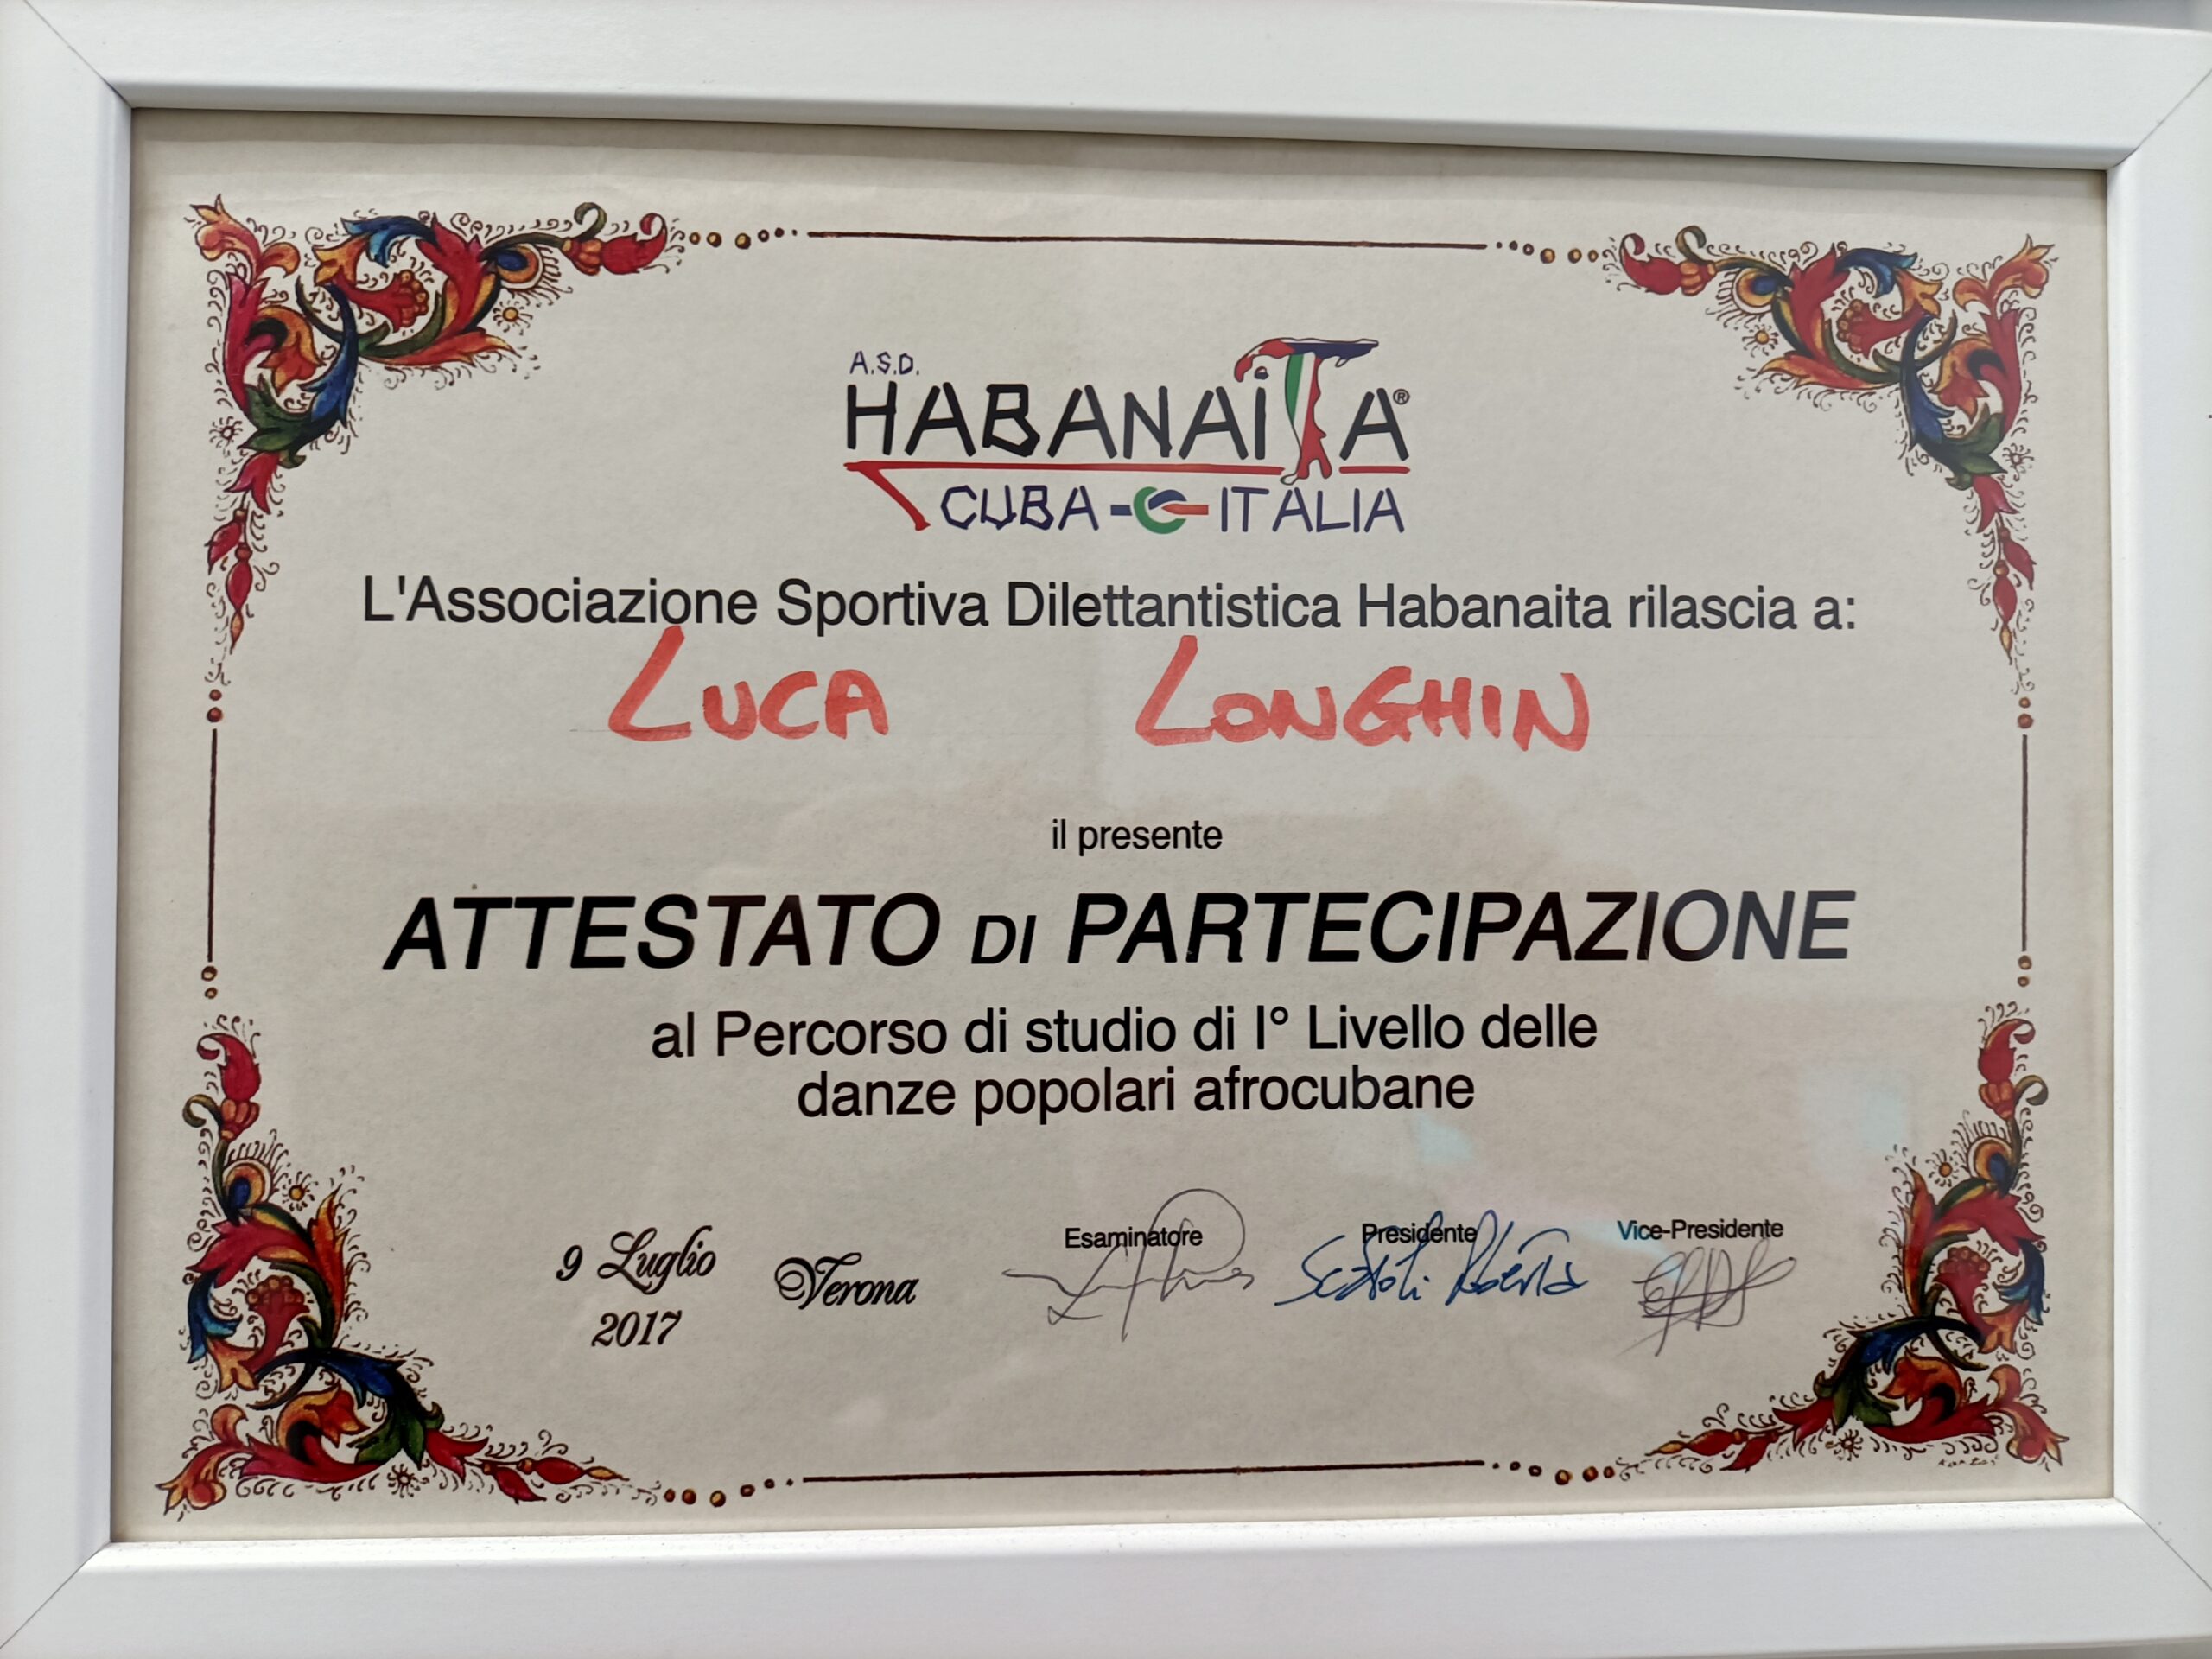 A.S.D.
HABANAITA®
CUBA-ITALIA
L'Associazione Sportiva Dilettantistica Habanaita rilascia a:
LUCA LONGHIN
il presente
ATTESTATO DI PARTECIPAZIONE
al Percorso di studio di I° Livello delle
danze popolari afrocubane
9 Luglio
2017
Verona
Esaminatore
Presidente
Vice-Presidente